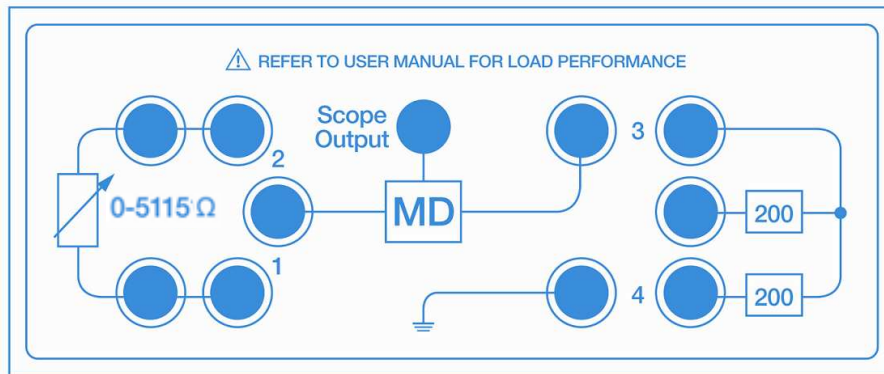 ⚠ REFER TO USER MANUAL FOR LOAD PERFORMANCE
Scope
Output
3
2
0-5115 Ω
MD
200
1
4
200